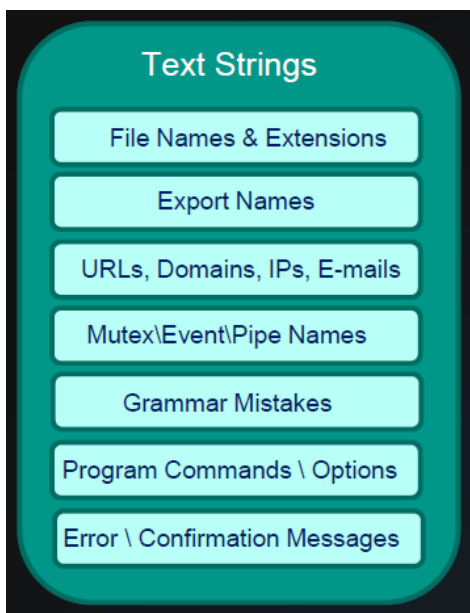 Text Strings
File Names & Extensions
Export Names
URLs, Domains, IPs, E-mails
Mutex\Event\Pipe Names
Grammar Mistakes
Program Commands \ Options
Error \ Confirmation Messages